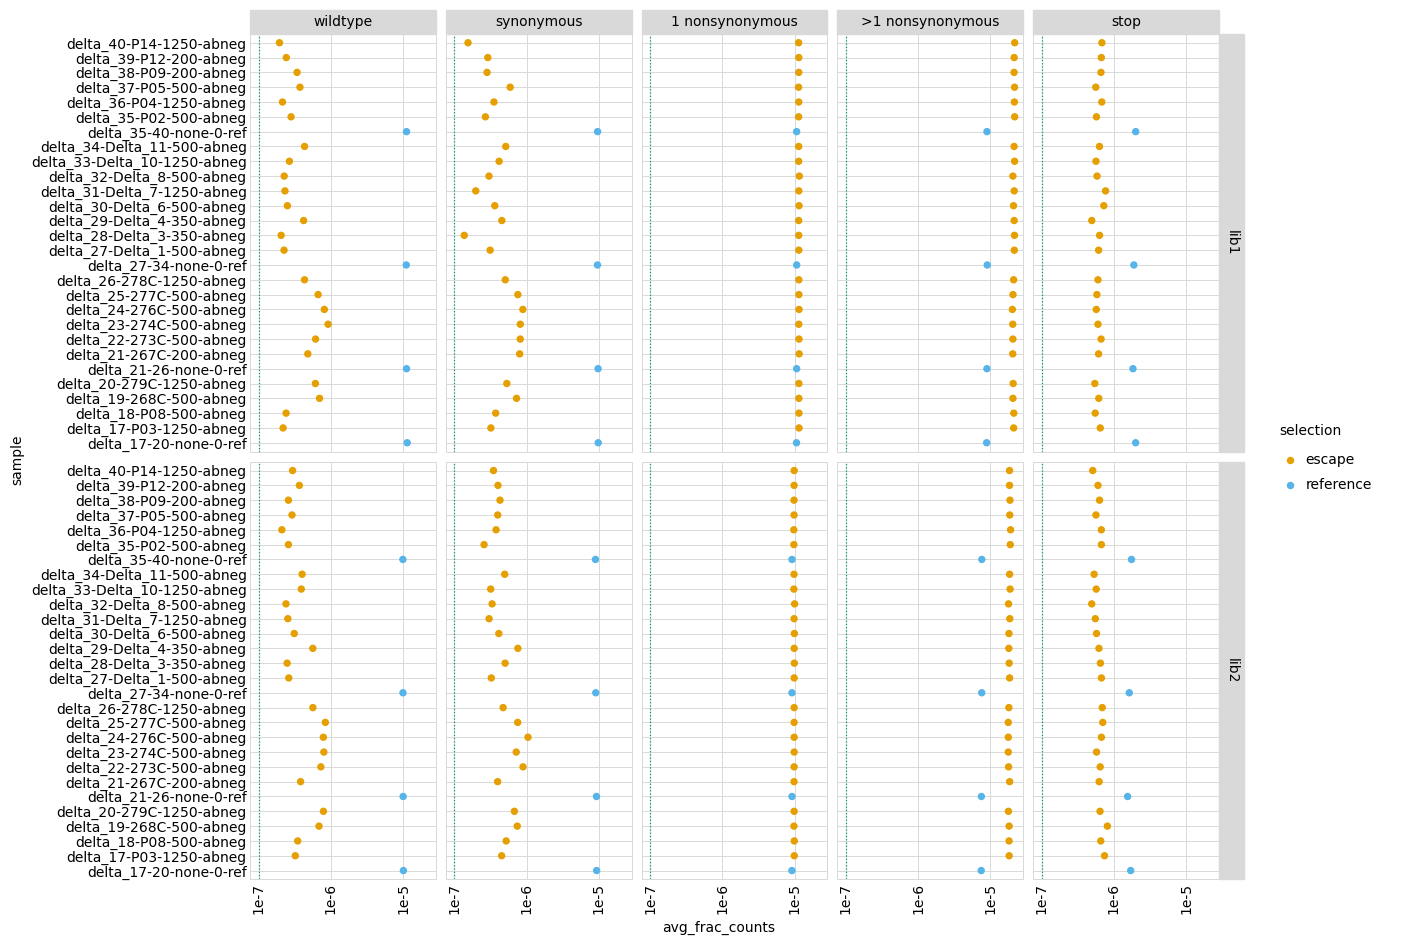 wildtype synonymous 1 nonsynonymous >1 nonsynonymous stop
delta_40-P14-1250-abneg
delta_39-P12-200-abneg
delta_38-P09-200-abneg
delta_37-P05-500-abneg
delta_36-P04-1250-abneg
delta_35-P02-500-abneg
delta_35-40-none-0-ref
delta_34-Delta_11-500-abneg
delta_33-Delta_10-1250-abneg
delta_32-Delta_8-500-abneg
delta_31-Delta_7-1250-abneg
delta_30-Delta_6-500-abneg
delta_29-Delta_4-350-abneg
delta_28-Delta_3-350-abneg
delta_27-Delta_1-500-abneg
delta_27-34-none-0-ref
delta_26-278C-1250-abneg
delta_25-277C-500-abneg
delta_24-276C-500-abneg
delta_23-274C-500-abneg
delta_22-273C-500-abneg
delta_21-267C-200-abneg
delta_21-26-none-0-ref
delta_20-279C-1250-abneg
delta_19-268C-500-abneg
delta_18-P08-500-abneg
delta_17-P03-1250-abneg
delta_17-20-none-0-ref
lib1
delta_40-P14-1250-abneg
delta_39-P12-200-abneg
delta_38-P09-200-abneg
delta_37-P05-500-abneg
delta_36-P04-1250-abneg
delta_35-P02-500-abneg
delta_35-40-none-0-ref
delta_34-Delta_11-500-abneg
delta_33-Delta_10-1250-abneg
delta_32-Delta_8-500-abneg
delta_31-Delta_7-1250-abneg
delta_30-Delta_6-500-abneg
delta_29-Delta_4-350-abneg
delta_28-Delta_3-350-abneg
delta_27-Delta_1-500-abneg
delta_27-34-none-0-ref
delta_26-278C-1250-abneg
delta_25-277C-500-abneg
delta_24-276C-500-abneg
delta_23-274C-500-abneg
delta_22-273C-500-abneg
delta_21-267C-200-abneg
delta_21-26-none-0-ref
delta_20-279C-1250-abneg
delta_19-268C-500-abneg
delta_18-P08-500-abneg
delta_17-P03-1250-abneg
delta_17-20-none-0-ref
lib2
sample
1e-7 1e-6 1e-5 1e-7 1e-6 1e-5 1e-7 1e-6 1e-5 1e-7 1e-6 1e-5 1e-7 1e-6 1e-5
avg_frac_counts
selection
escape
reference